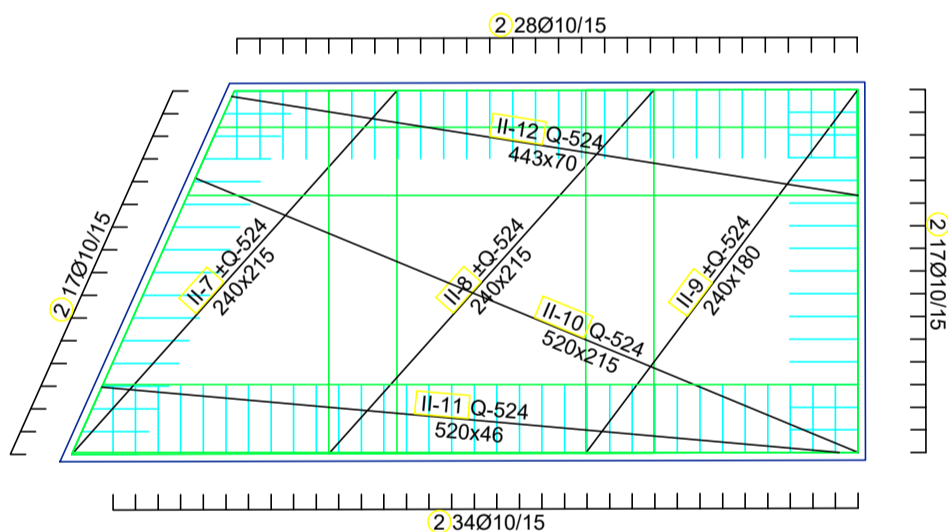 2 28Ø10/15
II-12 Q-524
443x70
2 17Ø10/15
II-7 ±Q-524
240x215
II-8 ±Q-524
240x215
II-9 ±Q-524
240x180
2 17Ø10/15
II-10 Q-524
520x215
II-11 Q-524
520x46
2 34Ø10/15